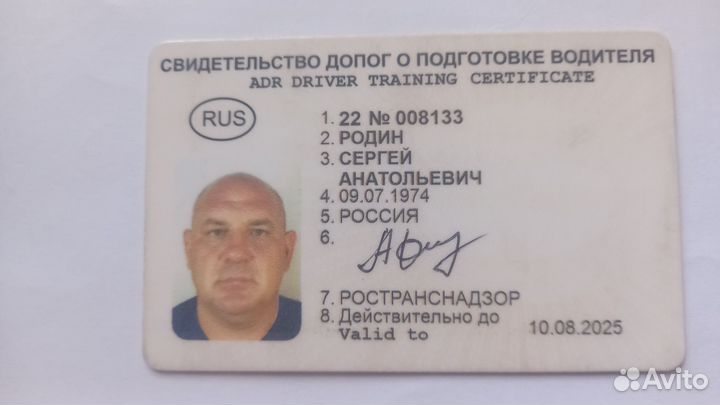 СВИДЕТЕЛЬСТВО ДОПОГ О ПОДГОТОВКЕ ВОДИТЕЛЯ
ADR DRIVER TRAINING CERTIFICATE
RUS
1. 22 № 008133
2. РОДИН
3. СЕРГЕЙ
АНАТОЛЬЕВИЧ
4. 09.07.1974
5. РОССИЯ
6.
7. РОСТРАНСНАДЗОР
8. Действительно до
Valid to 10.08.2025
Avito